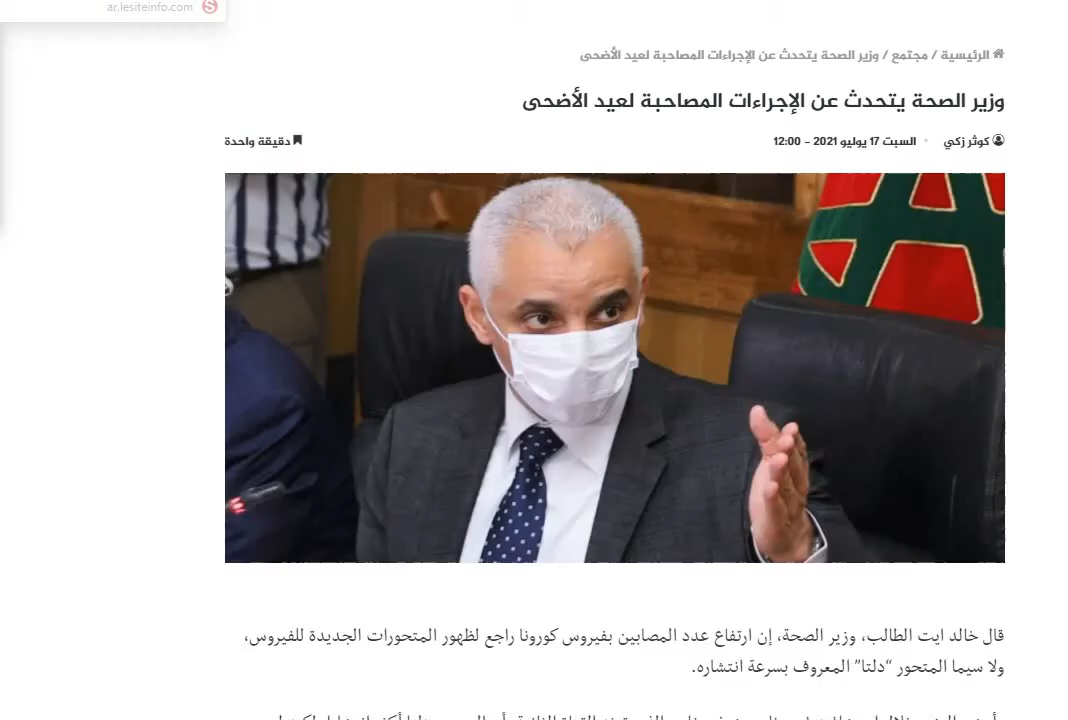 ar.lesiteinfo.com
الرئيسية / مجتمع / وزير الصحة يتحدث عن الإجراءات المصاحبة لعيد الأضحى
وزير الصحة يتحدث عن الإجراءات المصاحبة لعيد الأضحى
كوثر زكي • السبت 17 يوليو 2021 – 12:00 دقيقة واحدة
قال خالد ايت الطالب، وزير الصحة، إن ارتفاع عدد المصابين بفيروس كورونا راجع لظهور المتحورات الجديدة للفيروس،
ولا سيما المتحور “دلتا” المعروف بسرعة انتشاره.